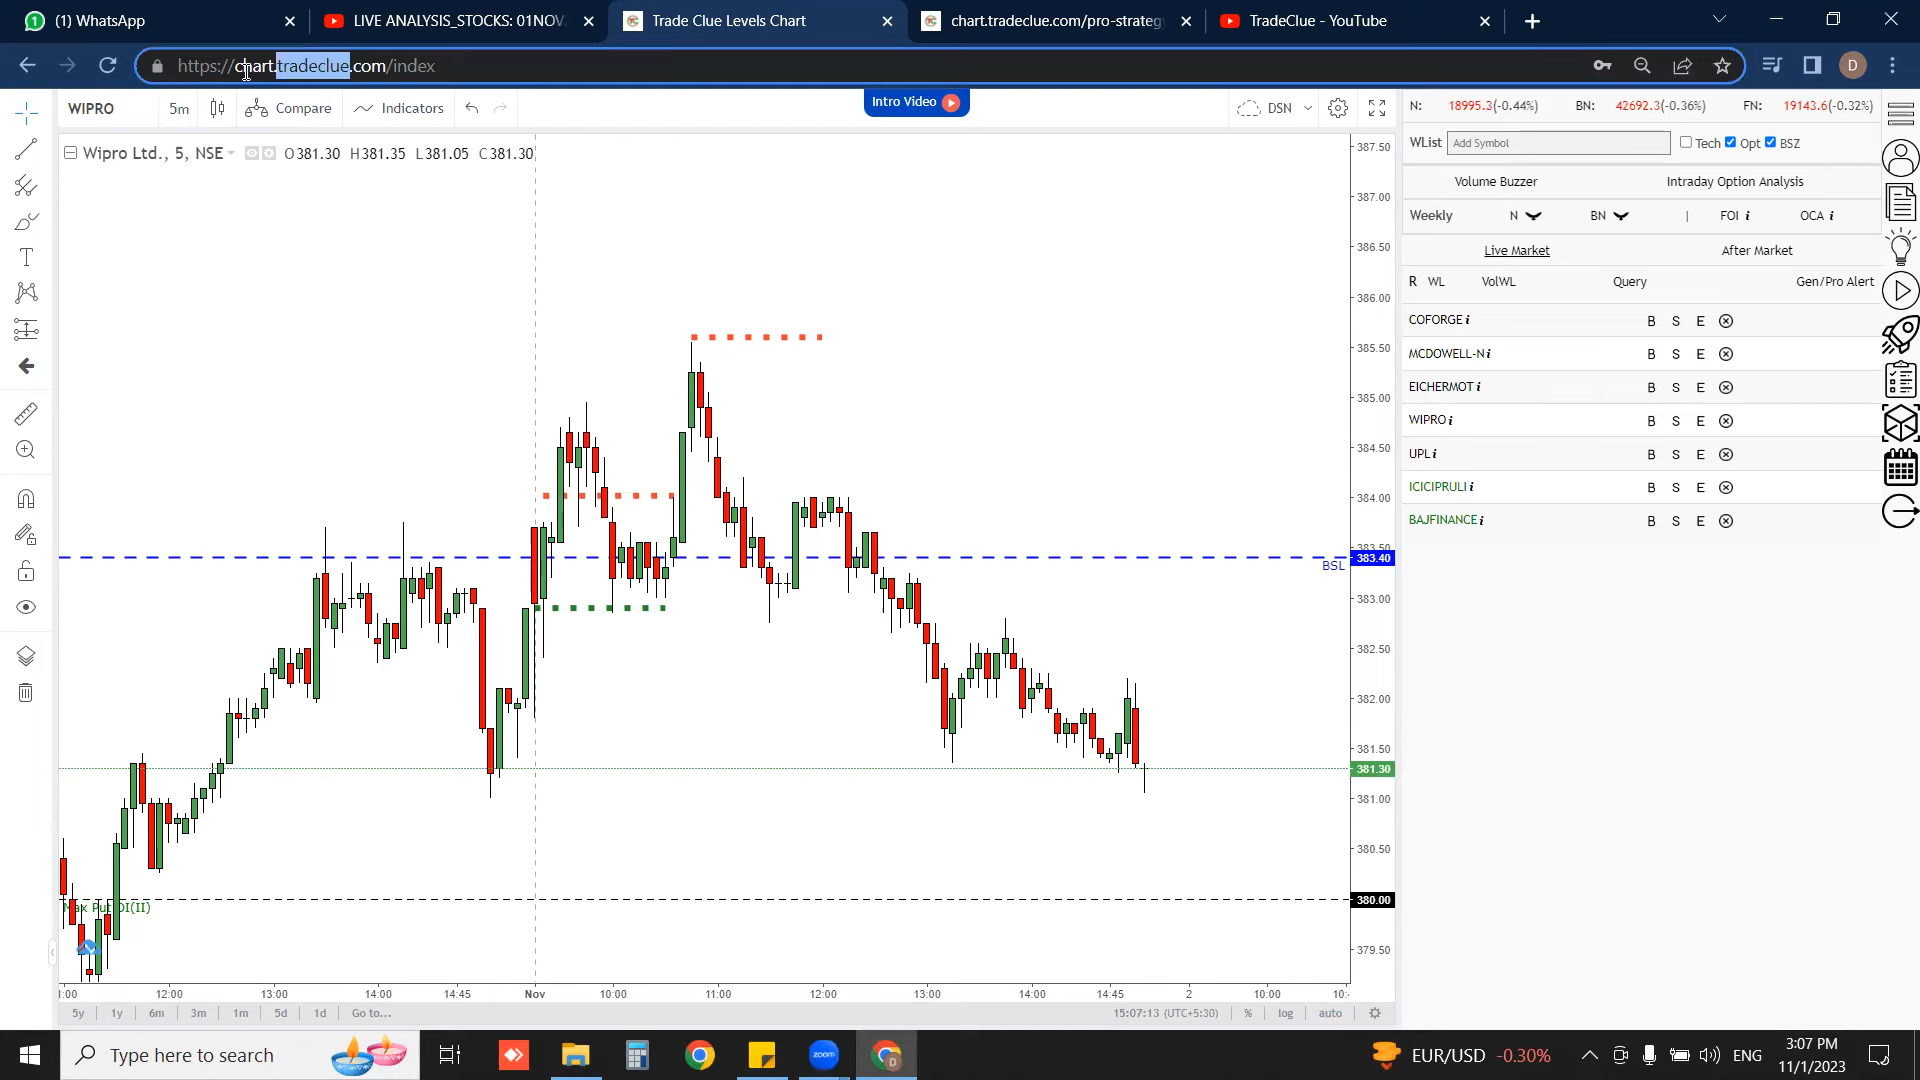 (1) WhatsApp
LIVE ANALYSIS_STOCKS: 01NOV
Trade Clue Levels Chart
chart.tradeclue.com/pro-strategy
TradeClue - YouTube
https://chart.tradeclue.com/index
D
WIPRO
5m
Compare
Indicators
Intro Video
DSN
Wipro Ltd., 5, NSE
O381.30 H381.35 L381.05 C381.30
387.50
387.00
386.50
386.00
385.50
385.00
384.50
384.00
383.50
383.40
BSL
383.00
382.50
382.00
381.50
381.30
381.00
380.50
380.00
Max Put OI(II)
379.50
12:00
13:00
14:00
14:45
Nov
10:00
11:00
12:00
13:00
14:00
14:45
2
10:00
5y 1y 6m 3m 1m 5d 1d Go to...
15:07:13 (UTC+5:30)
% log auto
N: 18995.3(-0.44%) BN: 42692.3(-0.36%) FN: 19143.6(-0.32%)
WList Add Symbol Tech Opt BSZ
Volume Buzzer Intraday Option Analysis
Weekly N BN | FOI i OCA i
Live Market After Market
R WL VolWL Query Gen/Pro Alert
COFORGE i B S E
MCDOWELL-N i B S E
EICHERMOT i B S E
WIPRO i B S E
UPL i B S E
ICICIPRULI i B S E
BAJFINANCE i B S E
Type here to search
zoom
EUR/USD -0.30%
ENG
3:07 PM
11/1/2023